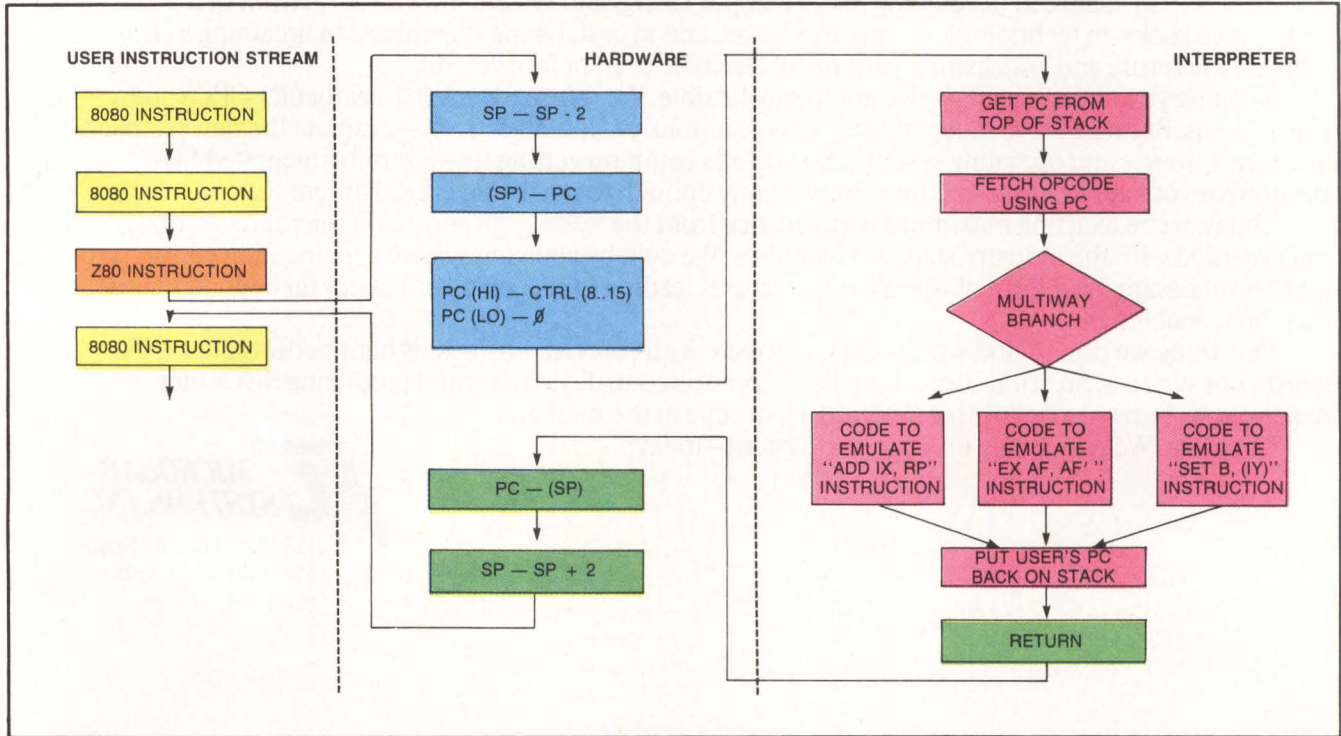 USER INSTRUCTION STREAM
8080 INSTRUCTION
8080 INSTRUCTION
Z80 INSTRUCTION
8080 INSTRUCTION
HARDWARE
SP — SP - 2
(SP) — PC
PC (HI) — CTRL (8..15)
PC (LO) — Ø
PC — (SP)
SP — SP + 2
INTERPRETER
GET PC FROM
TOP OF STACK
FETCH OPCODE
USING PC
MULTIWAY
BRANCH
CODE TO
EMULATE
"ADD IX, RP"
INSTRUCTION
CODE TO
EMULATE
"EX AF, AF' "
INSTRUCTION
CODE TO
EMULATE
"SET B, (IY)"
INSTRUCTION
PUT USER'S PC
BACK ON STACK
RETURN